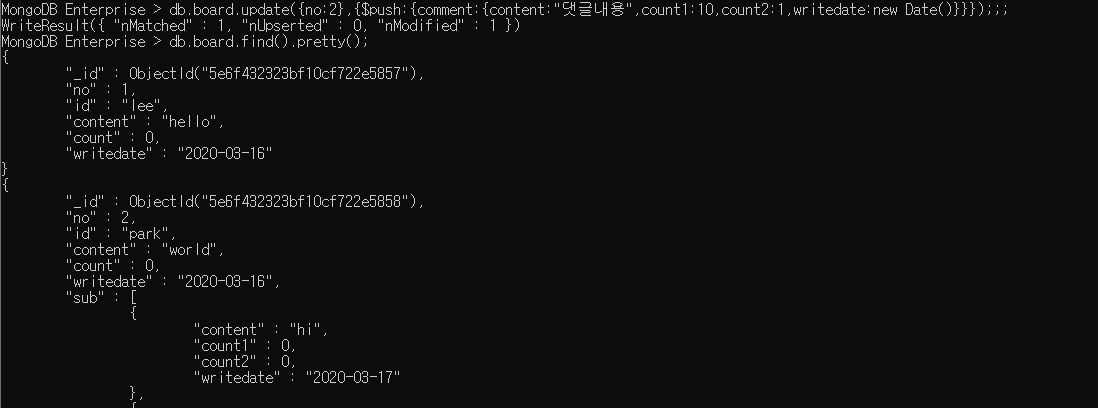 MongoDB Enterprise > db.board.update({no:2},{$push:{comment:{content:"댓글내용",count1:10,count2:1,writedate:new Date()}}});;;
WriteResult({ "nMatched" : 1, "nUpserted" : 0, "nModified" : 1 })
MongoDB Enterprise > db.board.find().pretty();
{
        "_id" : ObjectId("5e6f432323bf10cf722e5857"),
        "no" : 1,
        "id" : "lee",
        "content" : "hello",
        "count" : 0,
        "writedate" : "2020-03-16"
}
{
        "_id" : ObjectId("5e6f432323bf10cf722e5858"),
        "no" : 2,
        "id" : "park",
        "content" : "world",
        "count" : 0,
        "writedate" : "2020-03-16",
        "sub" : [
                {
                        "content" : "hi",
                        "count1" : 0,
                        "count2" : 0,
                        "writedate" : "2020-03-17"
                },
                {